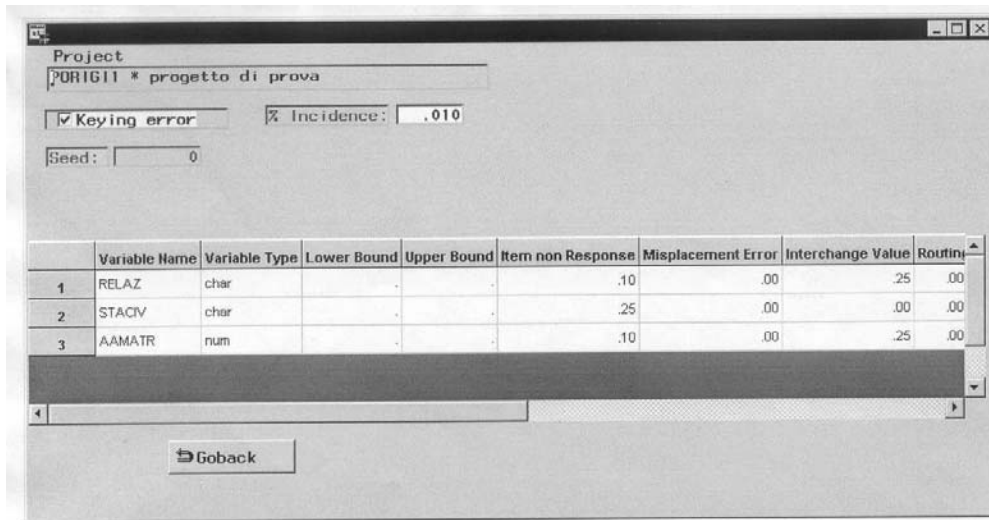 Project
PORIGI1 * progetto di prova
Keying error % Incidence: .010
Seed: 0
Variable Name Variable Type Lower Bound Upper Bound Item non Response Misplacement Error Interchange Value Routing
1 RELAZ char . . .10 .00 .25 .00
2 STACIV char . . .25 .00 .00 .00
3 AAMATR num . . .10 .00 .25 .00
Goback